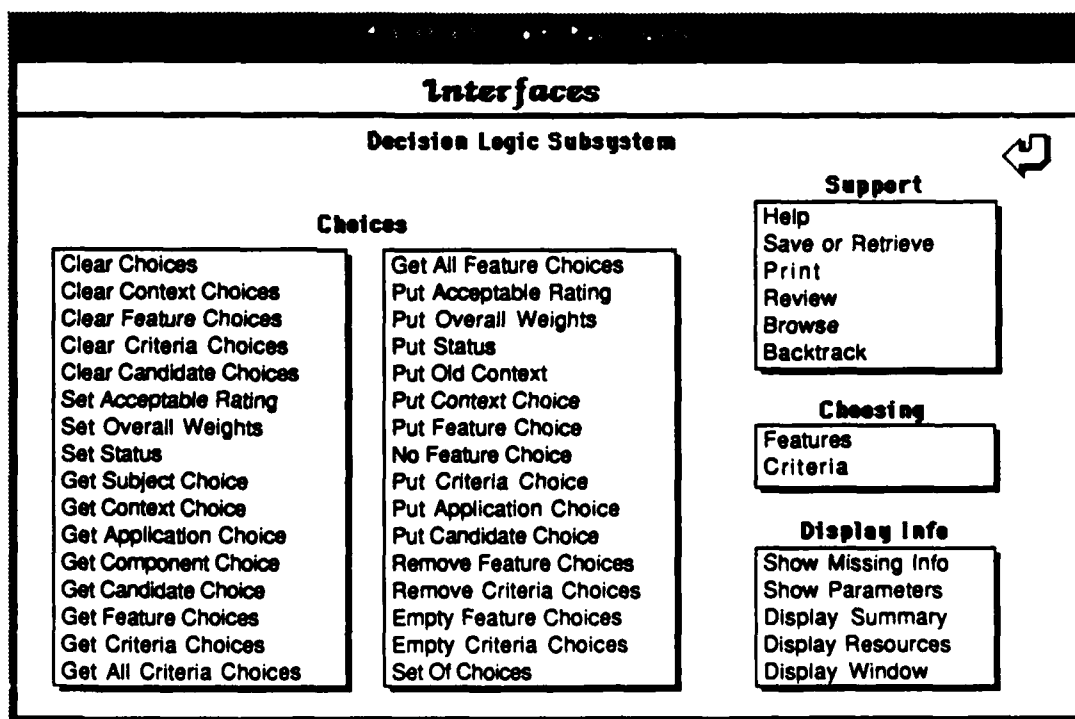 Interfaces
Decision Logic Subsystem
Choices
Clear Choices
Clear Context Choices
Clear Feature Choices
Clear Criteria Choices
Clear Candidate Choices
Set Acceptable Rating
Set Overall Weights
Set Status
Get Subject Choice
Get Context Choice
Get Application Choice
Get Component Choice
Get Candidate Choice
Get Feature Choices
Get Criteria Choices
Get All Criteria Choices
Get All Feature Choices
Put Acceptable Rating
Put Overall Weights
Put Status
Put Old Context
Put Context Choice
Put Feature Choice
No Feature Choice
Put Criteria Choice
Put Application Choice
Put Candidate Choice
Remove Feature Choices
Remove Criteria Choices
Empty Feature Choices
Empty Criteria Choices
Set Of Choices
Support
Help
Save or Retrieve
Print
Review
Browse
Backtrack
Choosing
Features
Criteria
Display Info
Show Missing Info
Show Parameters
Display Summary
Display Resources
Display Window